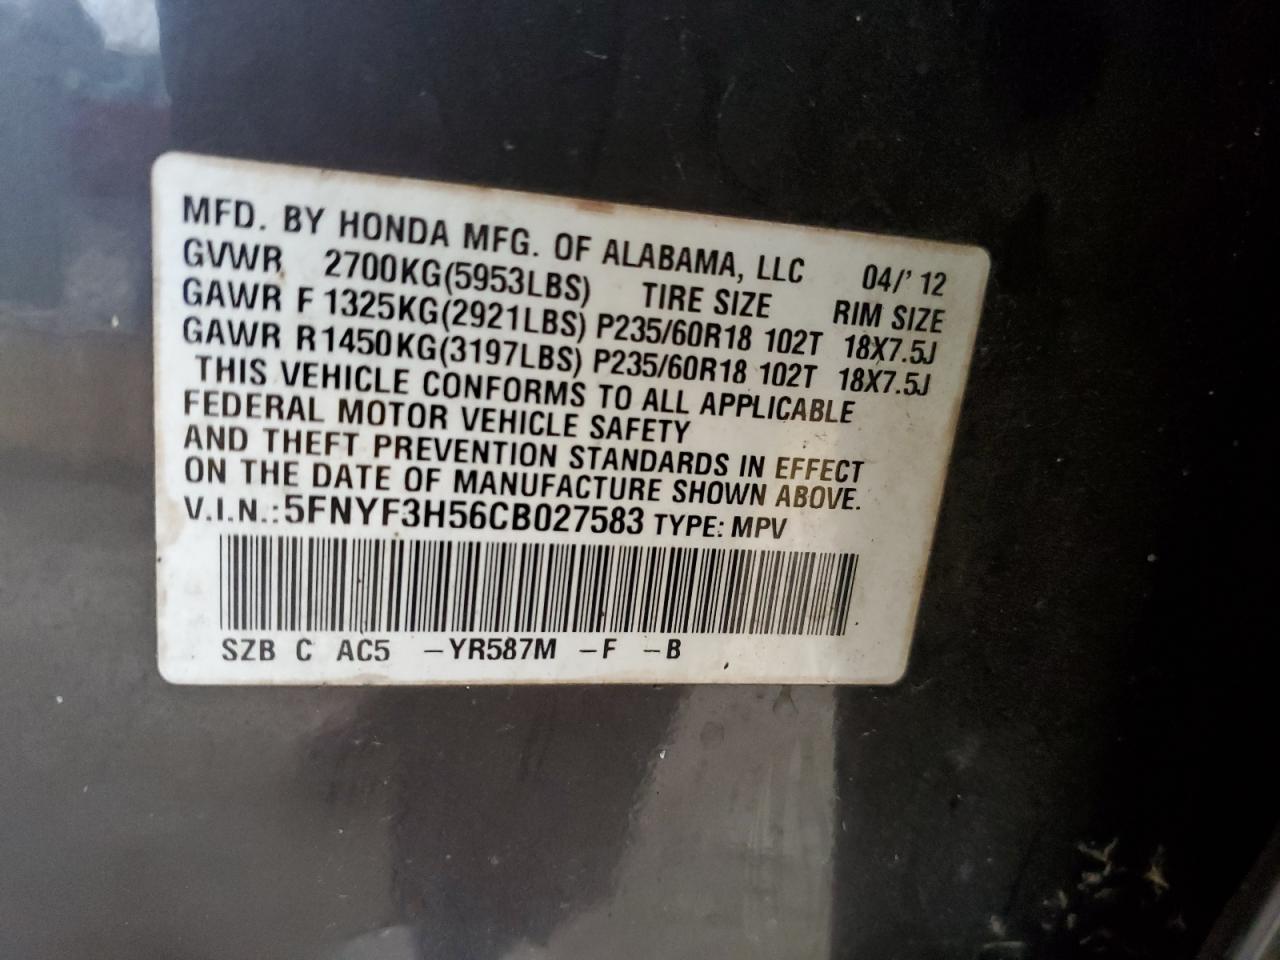 MFD. BY HONDA MFG. OF ALABAMA, LLC 04/'12
GVWR 2700KG(5953LBS) TIRE SIZE RIM SIZE
GAWR F 1325KG(2921LBS) P235/60R18 102T 18X7.5J
GAWR R 1450KG(3197LBS) P235/60R18 102T 18X7.5J
THIS VEHICLE CONFORMS TO ALL APPLICABLE
FEDERAL MOTOR VEHICLE SAFETY
AND THEFT PREVENTION STANDARDS IN EFFECT
ON THE DATE OF MANUFACTURE SHOWN ABOVE.
V.I.N.:5FNYF3H56CB027583 TYPE: MPV
SZB C AC5 –YR587M –F –B